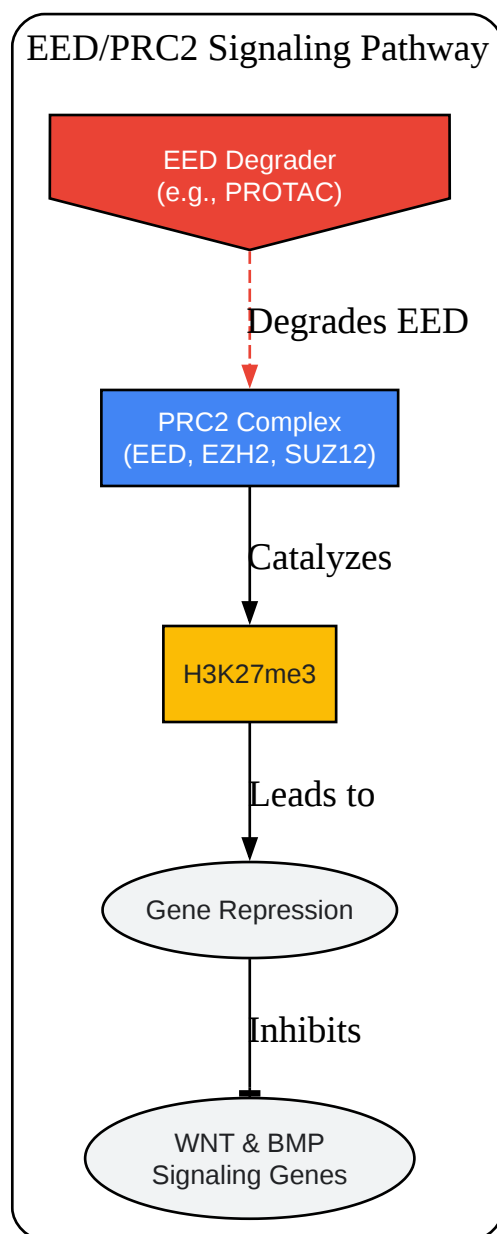 EED/PRC2 Signaling Pathway
EED Degrader
(e.g., PROTAC)
Degrades EED
PRC2 Complex
(EED, EZH2, SUZ12)
Catalyzes
H3K27me3
Leads to
Gene Repression
Inhibits
WNT & BMP
Signaling Genes